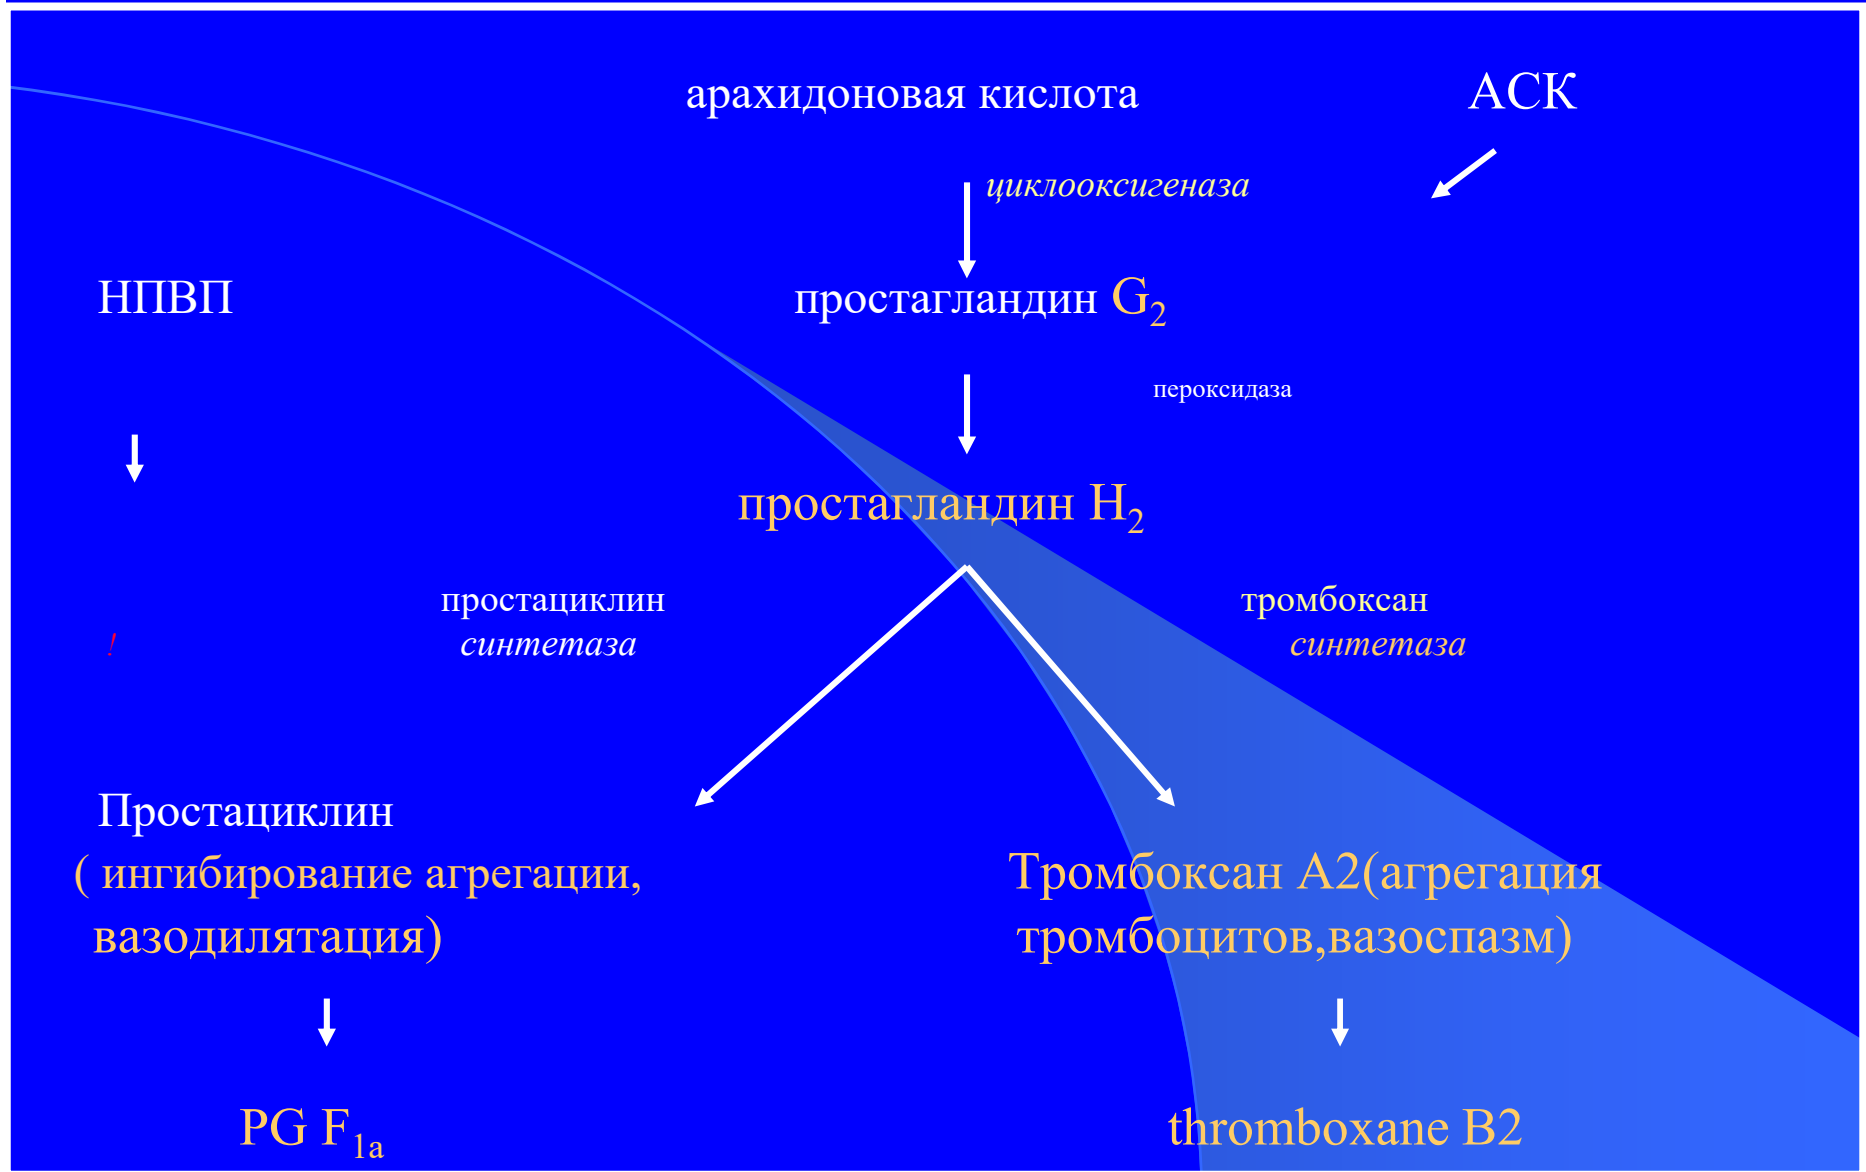 арахидоновая кислота АСК
циклооксигеназа
НПВП простагландин G₂
пероксидаза
простагландин H₂
простациклин тромбоксан
! синтетаза синтетаза
Простациклин
( ингибирование агрегации, Тромбоксан А2(агрегация
вазодилятация) тромбоцитов,вазоспазм)
PG F₁ₐ thromboxane B2